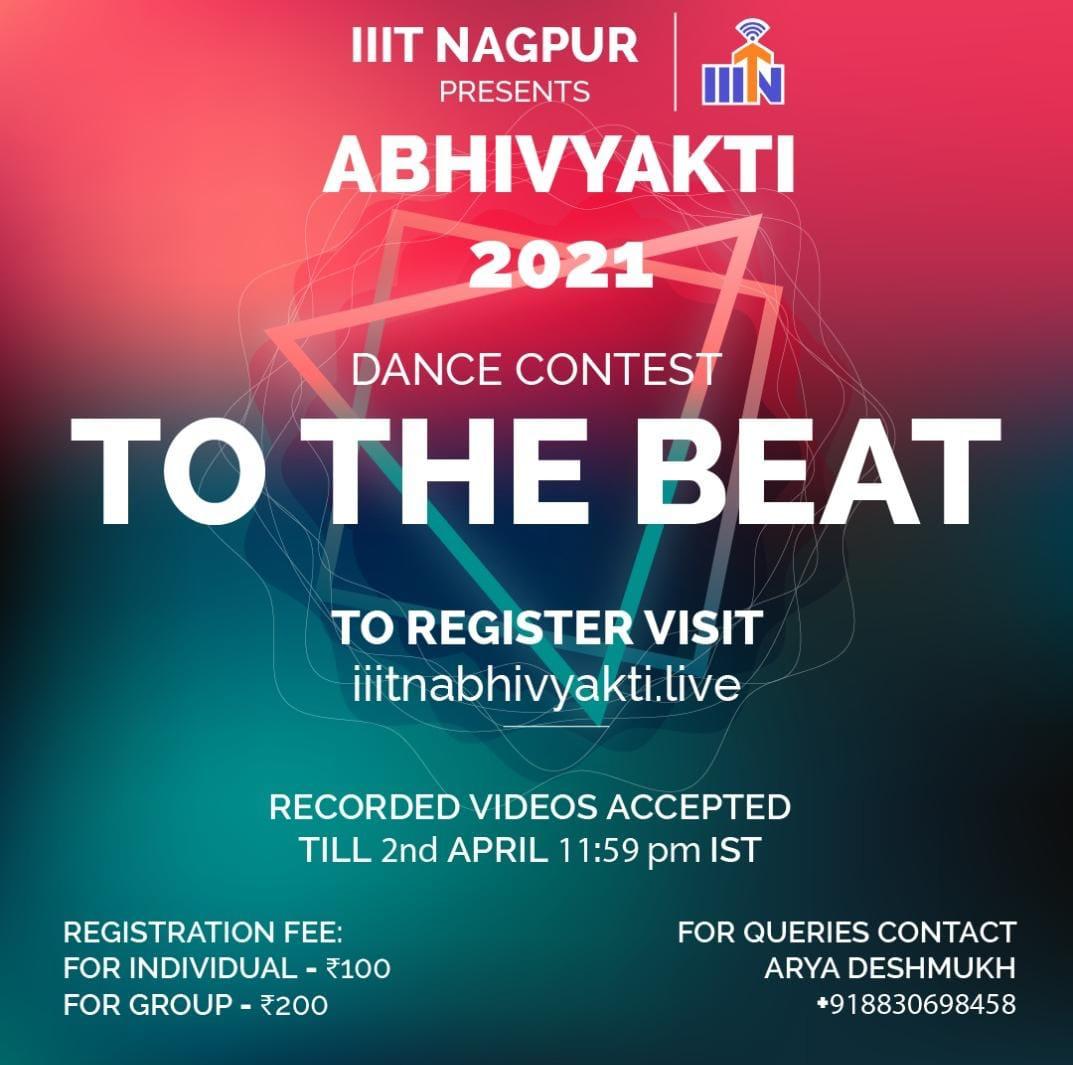 IIIT NAGPUR
PRESENTS
IIITN
ABHIVYAKTI
2021
DANCE CONTEST
TO THE BEAT
TO REGISTER VISIT
iiitnabhivyakti.live
RECORDED VIDEOS ACCEPTED
TILL 2nd APRIL 11:59 pm IST
REGISTRATION FEE:
FOR INDIVIDUAL - ₹100
FOR GROUP - ₹200
FOR QUERIES CONTACT
ARYA DESHMUKH
+918830698458